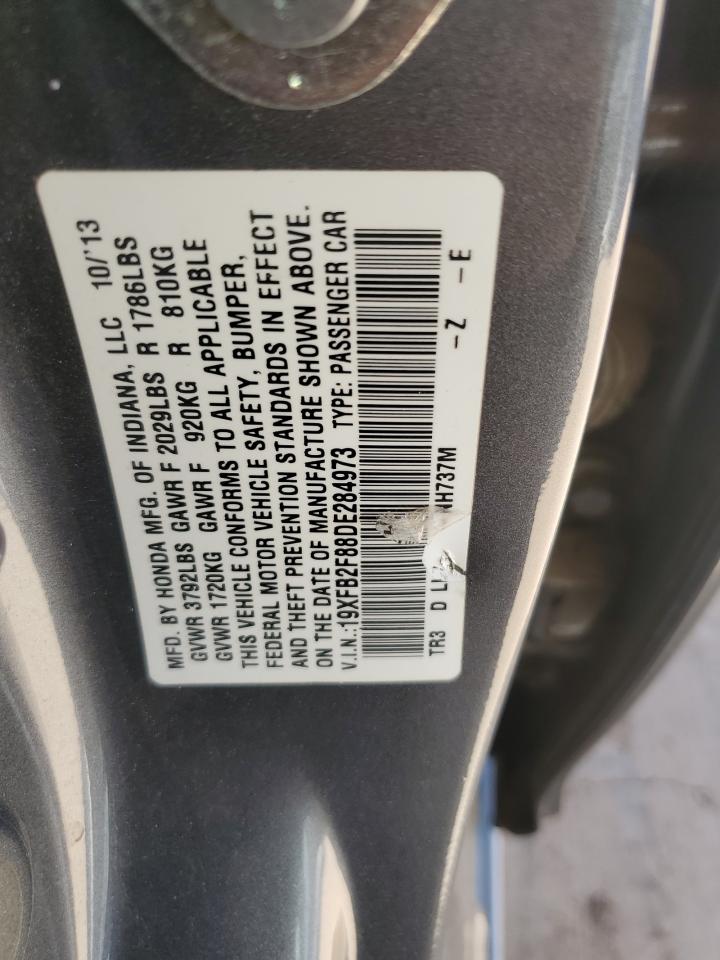 MFD. BY HONDA MFG. OF INDIANA, LLC 10/'13
GVWR 3792LBS GAWR F 2029LBS R 1786LBS
GVWR 1720KG GAWR F 920KG R 810KG
THIS VEHICLE CONFORMS TO ALL APPLICABLE
FEDERAL MOTOR VEHICLE SAFETY, BUMPER,
AND THEFT PREVENTION STANDARDS IN EFFECT
ON THE DATE OF MANUFACTURE SHOWN ABOVE.
V.I.N.:19XFB2F88DE284973 TYPE: PASSENGER CAR
TR3 D NH737M -Z -E